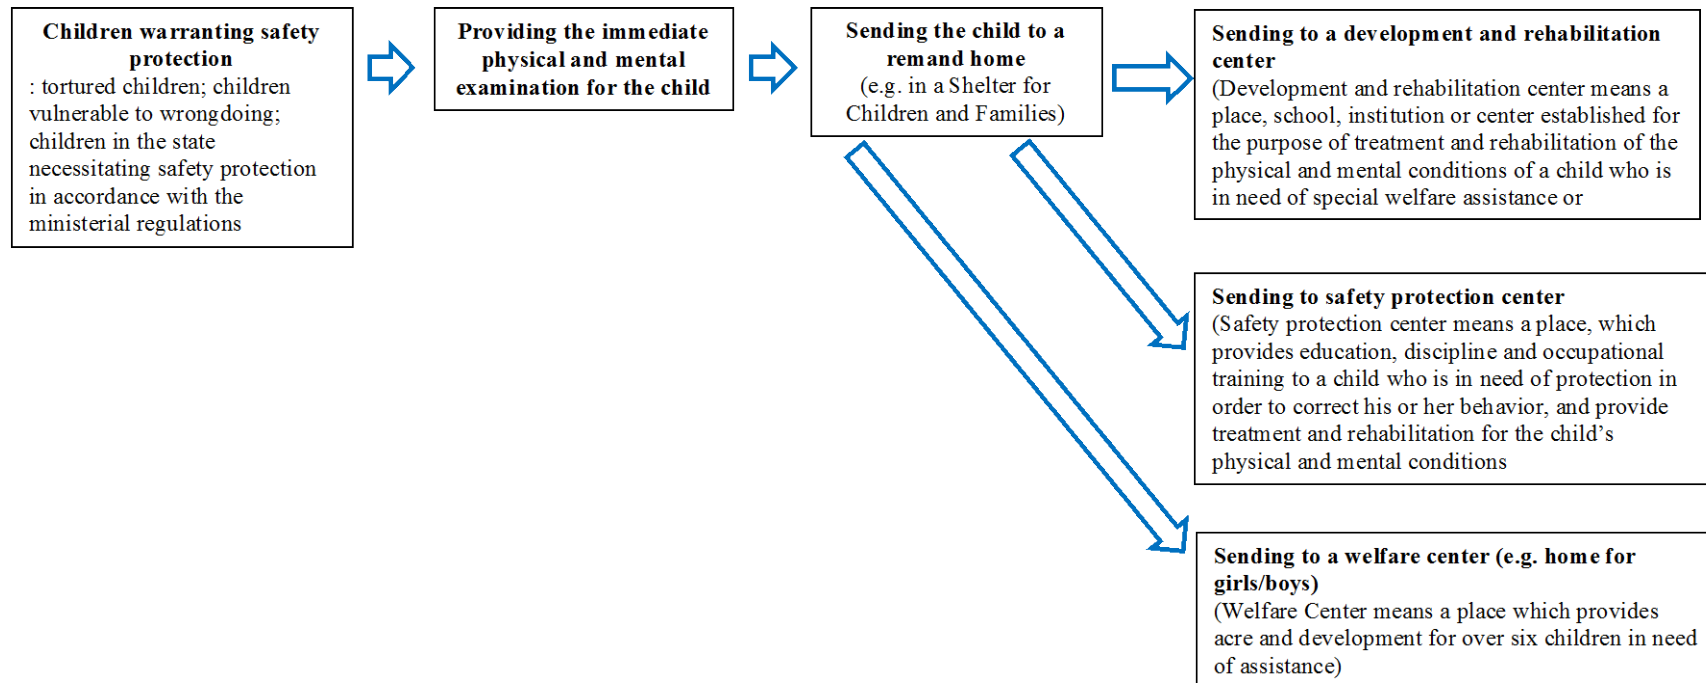 Children warranting safety
protection
: tortured children; children
vulnerable to wrongdoing;
children in the state
necessitating safety protection
in accordance with the
ministerial regulations
Providing the immediate
physical and mental
examination for the child
Sending the child to a
remand home
(e.g. in a Shelter for
Children and Families)
Sending to a development and rehabilitation
center
(Development and rehabilitation center means a
place, school, institution or center established for
the purpose of treatment and rehabilitation of the
physical and mental conditions of a child who is
in need of special welfare assistance or
Sending to safety protection center
(Safety protection center means a place, which
provides education, discipline and occupational
training to a child who is in need of protection in
order to correct his or her behavior, and provide
treatment and rehabilitation for the child’s
physical and mental conditions
Sending to a welfare center (e.g. home for
girls/boys)
(Welfare Center means a place which provides
acre and development for over six children in need
of assistance)